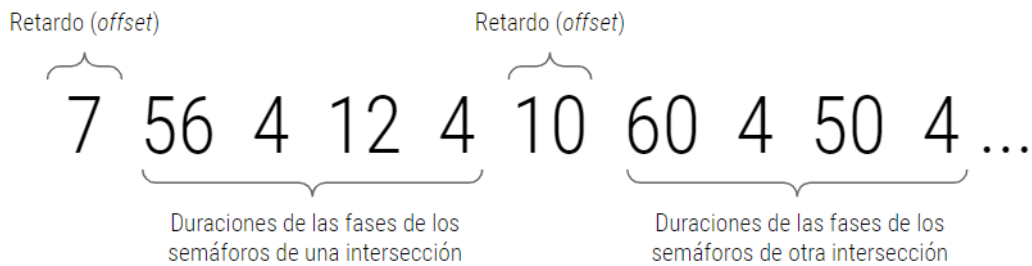 Retardo (offset) Retardo (offset)
7 56 4 12 4 10 60 4 50 4 ...
Duraciones de las fases de los
semáforos de una intersección
Duraciones de las fases de los
semáforos de otra intersección